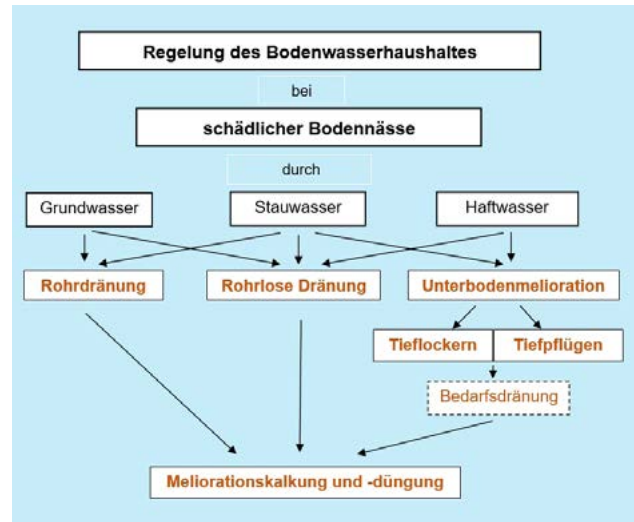 Regelung des Bodenwasserhaushaltes
bei
schädlicher Bodennässe
durch
Grundwasser
Stauwasser
Haftwasser
Rohrdränung
Rohrlose Dränung
Unterbodenmelioration
Tieflockern
Tiefpflügen
Bedarfsdränung
Meliorationskalkung und -düngung